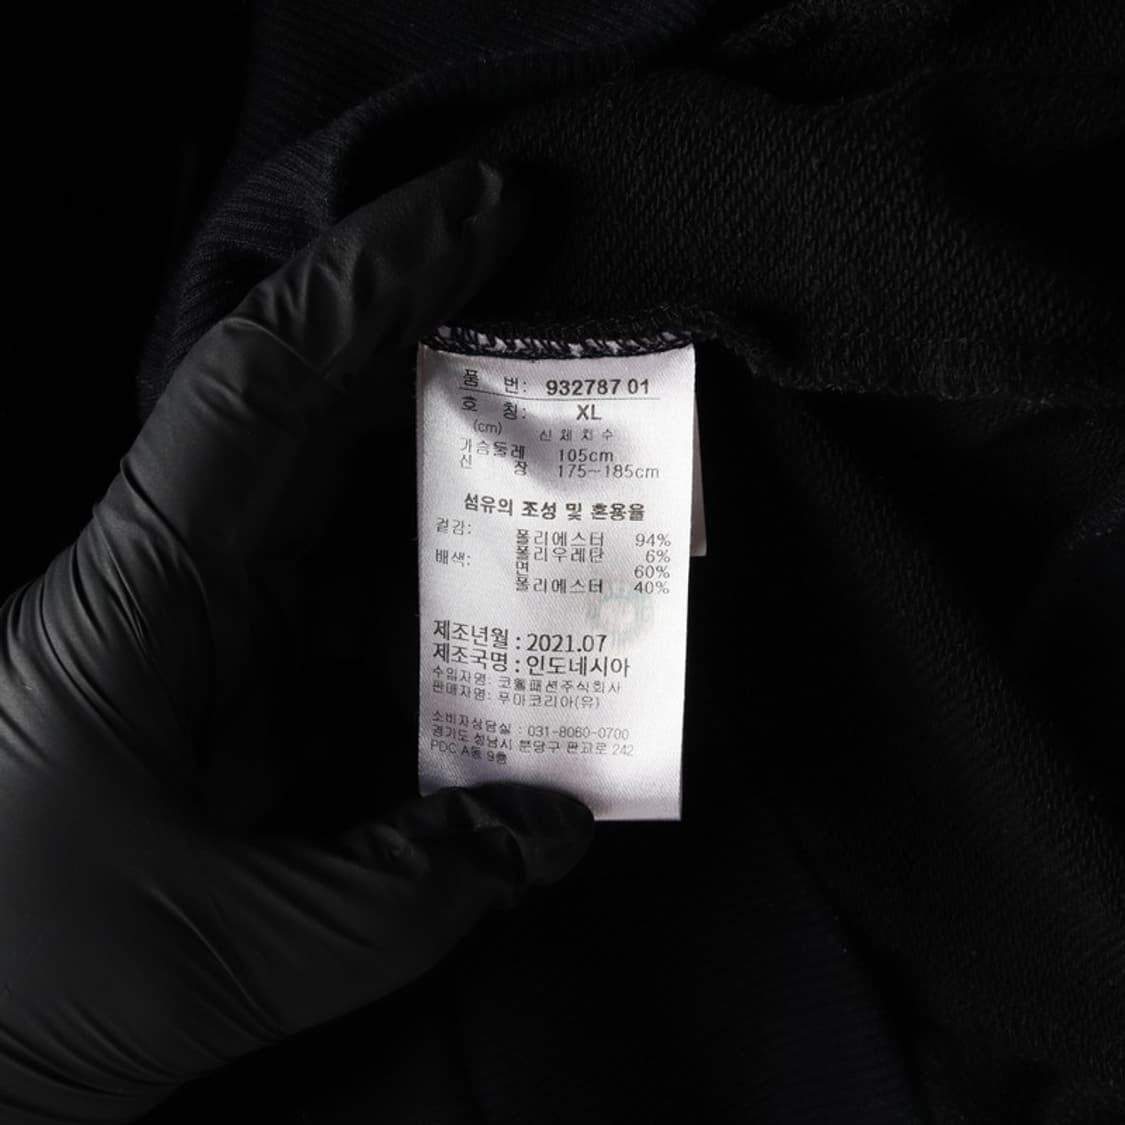 품 번: 932787 01
호 칭: XL
(cm) 신체치수
가슴둘레 105cm
신 장 175~185cm
섬유의 조성 및 혼용율
겉감: 폴리에스터 94%
폴리우레탄 6%
배색: 면 60%
폴리에스터 40%
제조년월 : 2021.07
제조국명 : 인도네시아
수입자명: 코웰패션주식회사
판매자명: 푸마코리아(유)
소비자상담실 : 031-8060-0700
경기도 성남시 분당구 판교로 242
PDC A동 9층